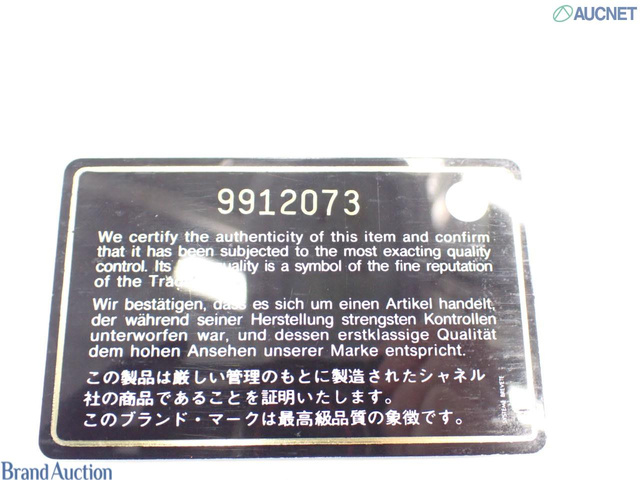 AUCNET
9912073
We certify the authenticity of this item and confirm
that it has been subjected to the most exacting quality
control. Its quality is a symbol of the fine reputation
of the
Wir bestätigen, dass es sich um einen Artikel handelt,
der während seiner Herstellung strengsten Kontrollen
unterworfen war, und dessen erstklassige Qualität
dem hohen Ansehen unserer Marke entspricht.
この製品は厳しい管理のもとに製造されたシャネル
社の商品であることを証明いたします。
このブランド・マークは最高級品質の象徴です。
Brand Auction